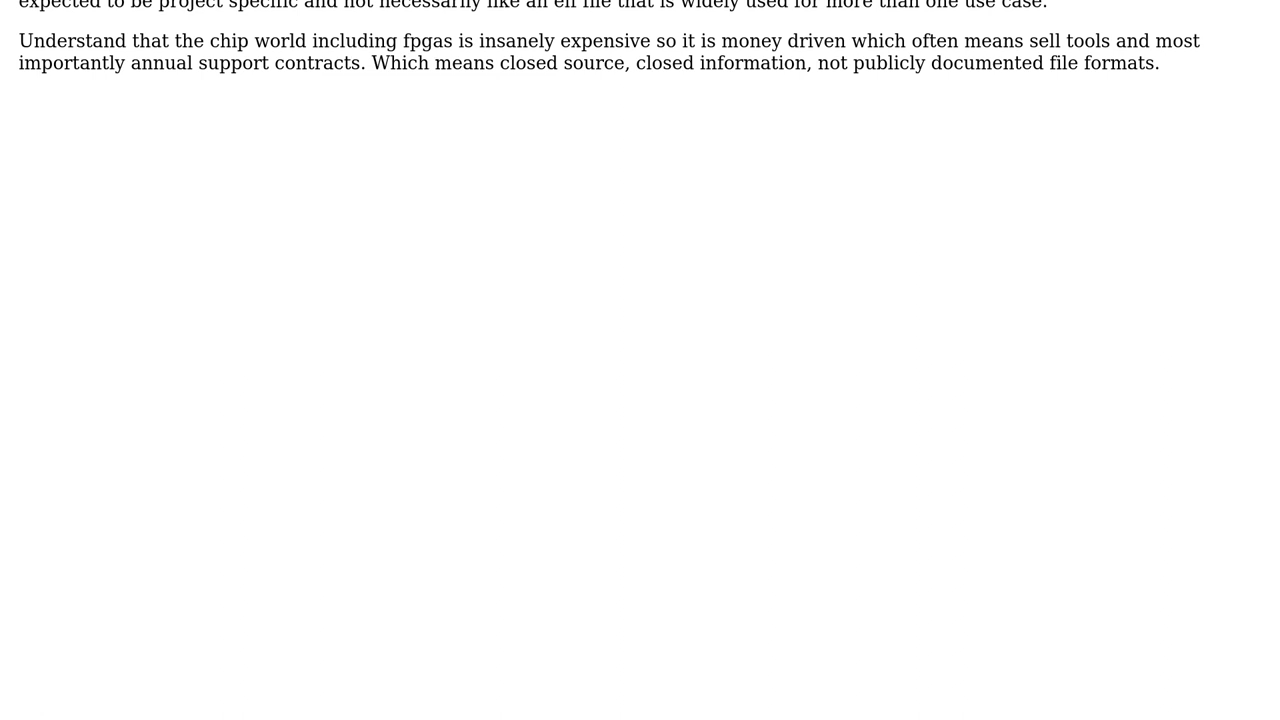 expected to be project specific and not necessarily like an elf file that is widely used for more than one use case.
Understand that the chip world including fpgas is insanely expensive so it is money driven which often means sell tools and most
importantly annual support contracts. Which means closed source, closed information, not publicly documented file formats.